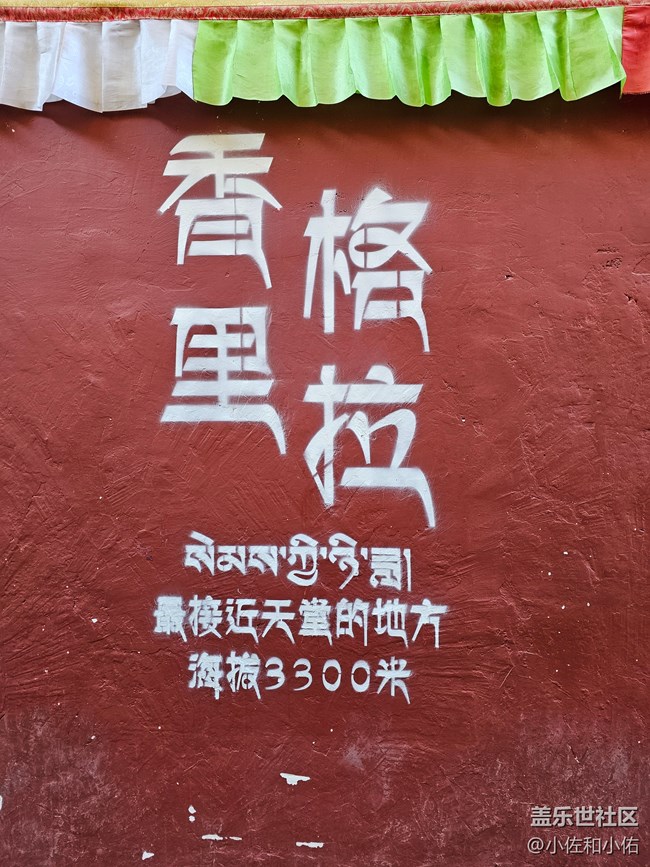 香格
里拉
སེམས་ཀྱི་ཉི་ཟླ།
最接近天堂的地方
海拔3300米
盖乐世社区
@小佐和小佑